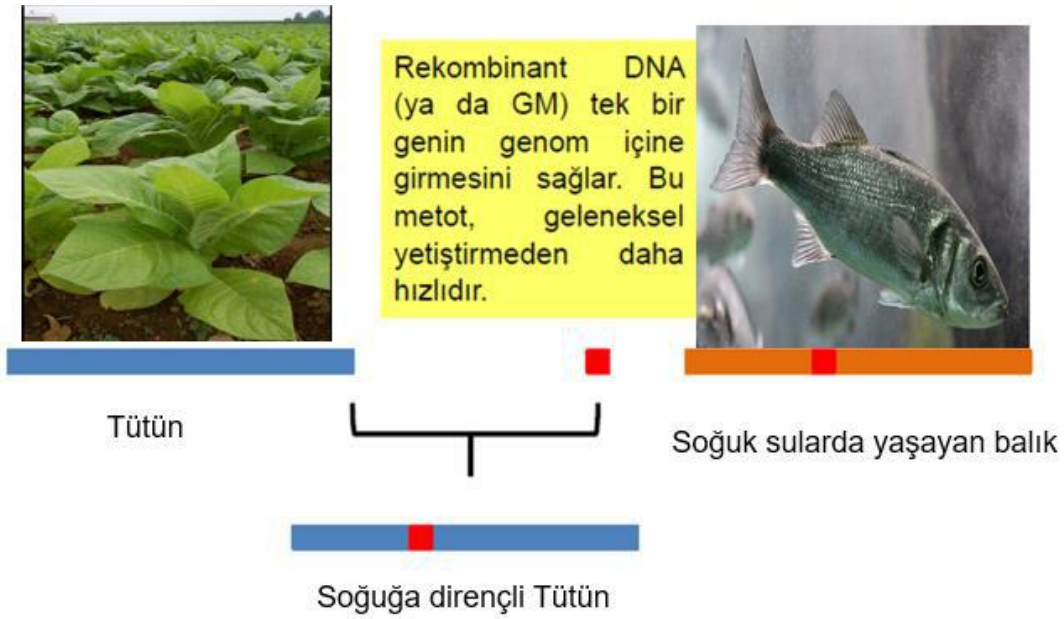 Rekombinant DNA
(ya da GM) tek bir
genin genom içine
girmesini sağlar. Bu
metot, geleneksel
yetiştirmeden daha
hızlıdır.
Tütün
Soğuk sularda yaşayan balık
Soğuğa dirençli Tütün